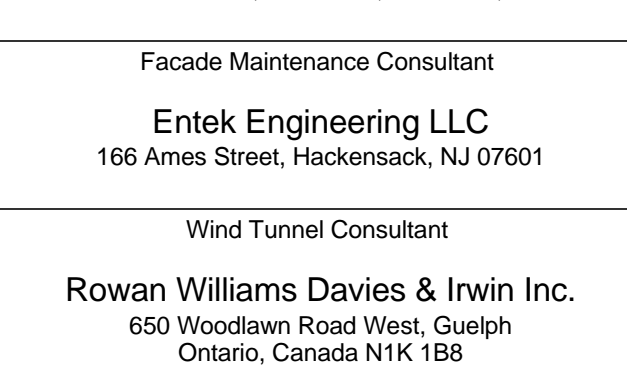 Facade Maintenance Consultant
Entek Engineering LLC
166 Ames Street, Hackensack, NJ 07601
Wind Tunnel Consultant
Rowan Williams Davies & Irwin Inc.
650 Woodlawn Road West, Guelph
Ontario, Canada N1K 1B8